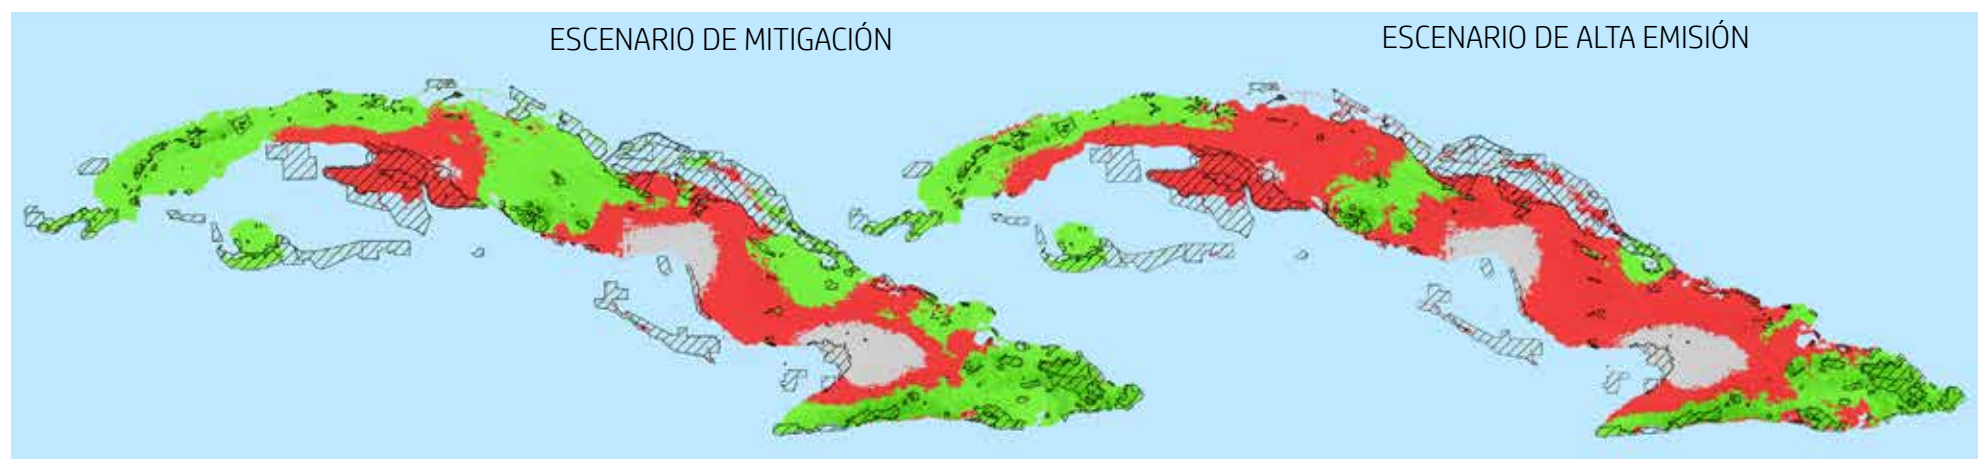 ESCENARIO DE MITIGACIÓN
ESCENARIO DE ALTA EMISIÓN